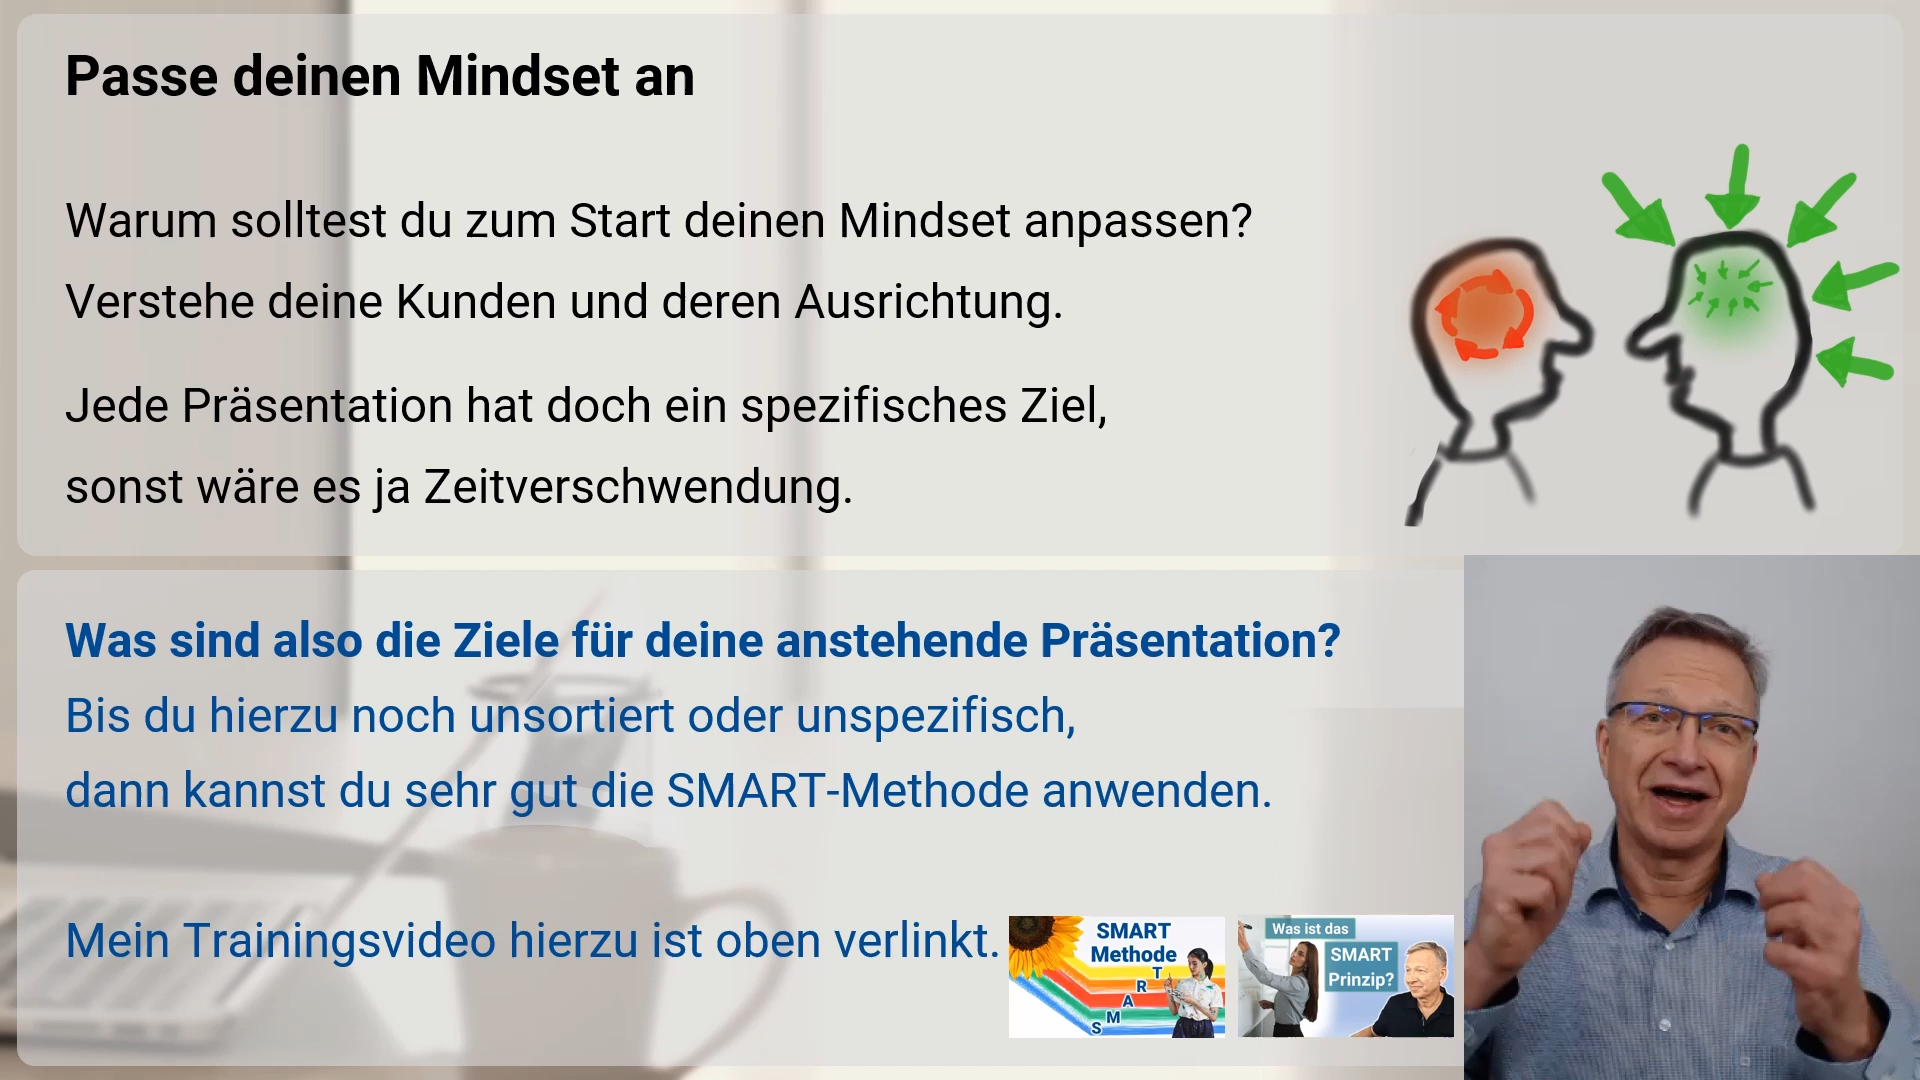 Passe deinen Mindset an
Warum solltest du zum Start deinen Mindset anpassen?
Verstehe deine Kunden und deren Ausrichtung.
Jede Präsentation hat doch ein spezifisches Ziel,
sonst wäre es ja Zeitverschwendung.
Was sind also die Ziele für deine anstehende Präsentation?
Bis du hierzu noch unsortiert oder unspezifisch,
dann kannst du sehr gut die SMART-Methode anwenden.
Mein Trainingsvideo hierzu ist oben verlinkt.
SMART
Methode
T
R
A
M
S
Was ist das
SMART
Prinzip?